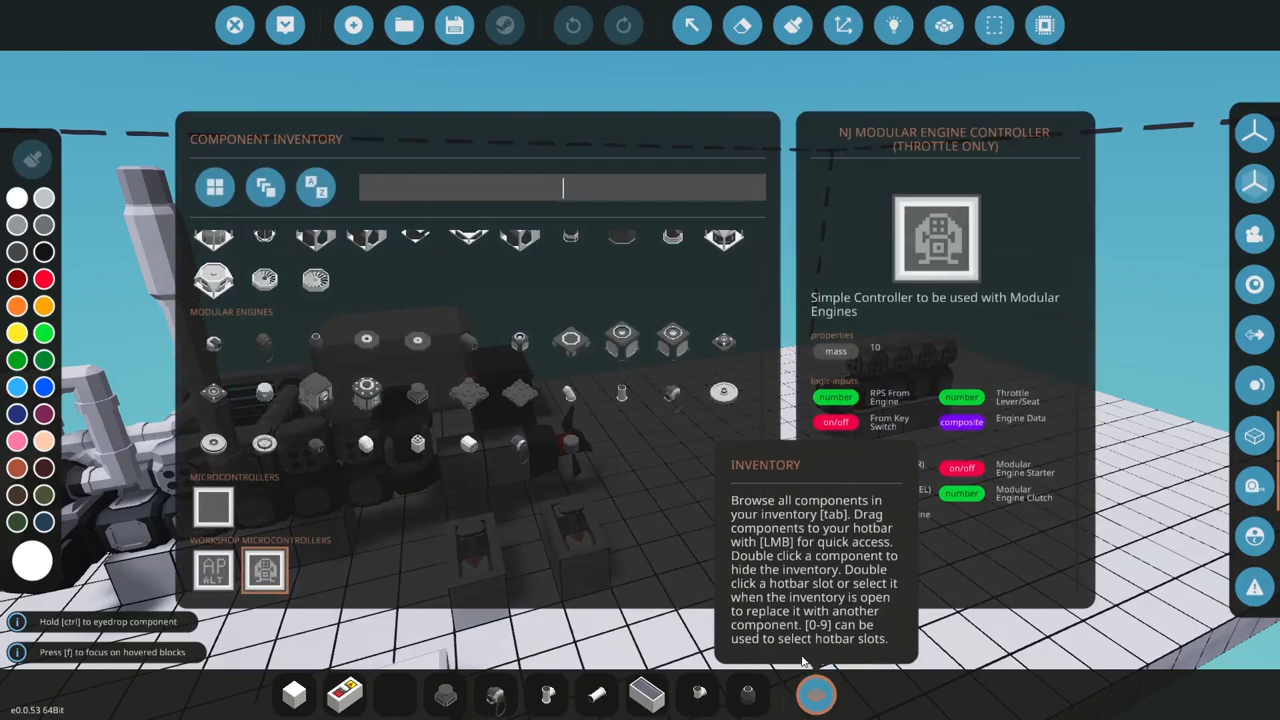 COMPONENT INVENTORY
A Z
MODULAR ENGINES
MICROCONTROLLERS
WORKSHOP MICROCONTROLLERS
AP
ALT
NJ MODULAR ENGINE CONTROLLER
(THROTTLE ONLY)
Simple Controller to be used with Modular
Engines
properties
mass 10
logic inputs
number RPS From Engine number Throttle Lever/Seat
on/off From Key Switch composite Engine Data
on/off Modular Engine Starter
number Modular Engine Clutch
INVENTORY
Browse all components in
your inventory [tab]. Drag
components to your hotbar
with [LMB] for quick access.
Double click a component to
hide the inventory. Double
click a hotbar slot or select it
when the inventory is open
to replace it with another
component. [0-9] can be
used to select hotbar slots.
Hold [ctrl] to eyedrop component
Press [f] to focus on hovered blocks
e0.0.53 64Bit